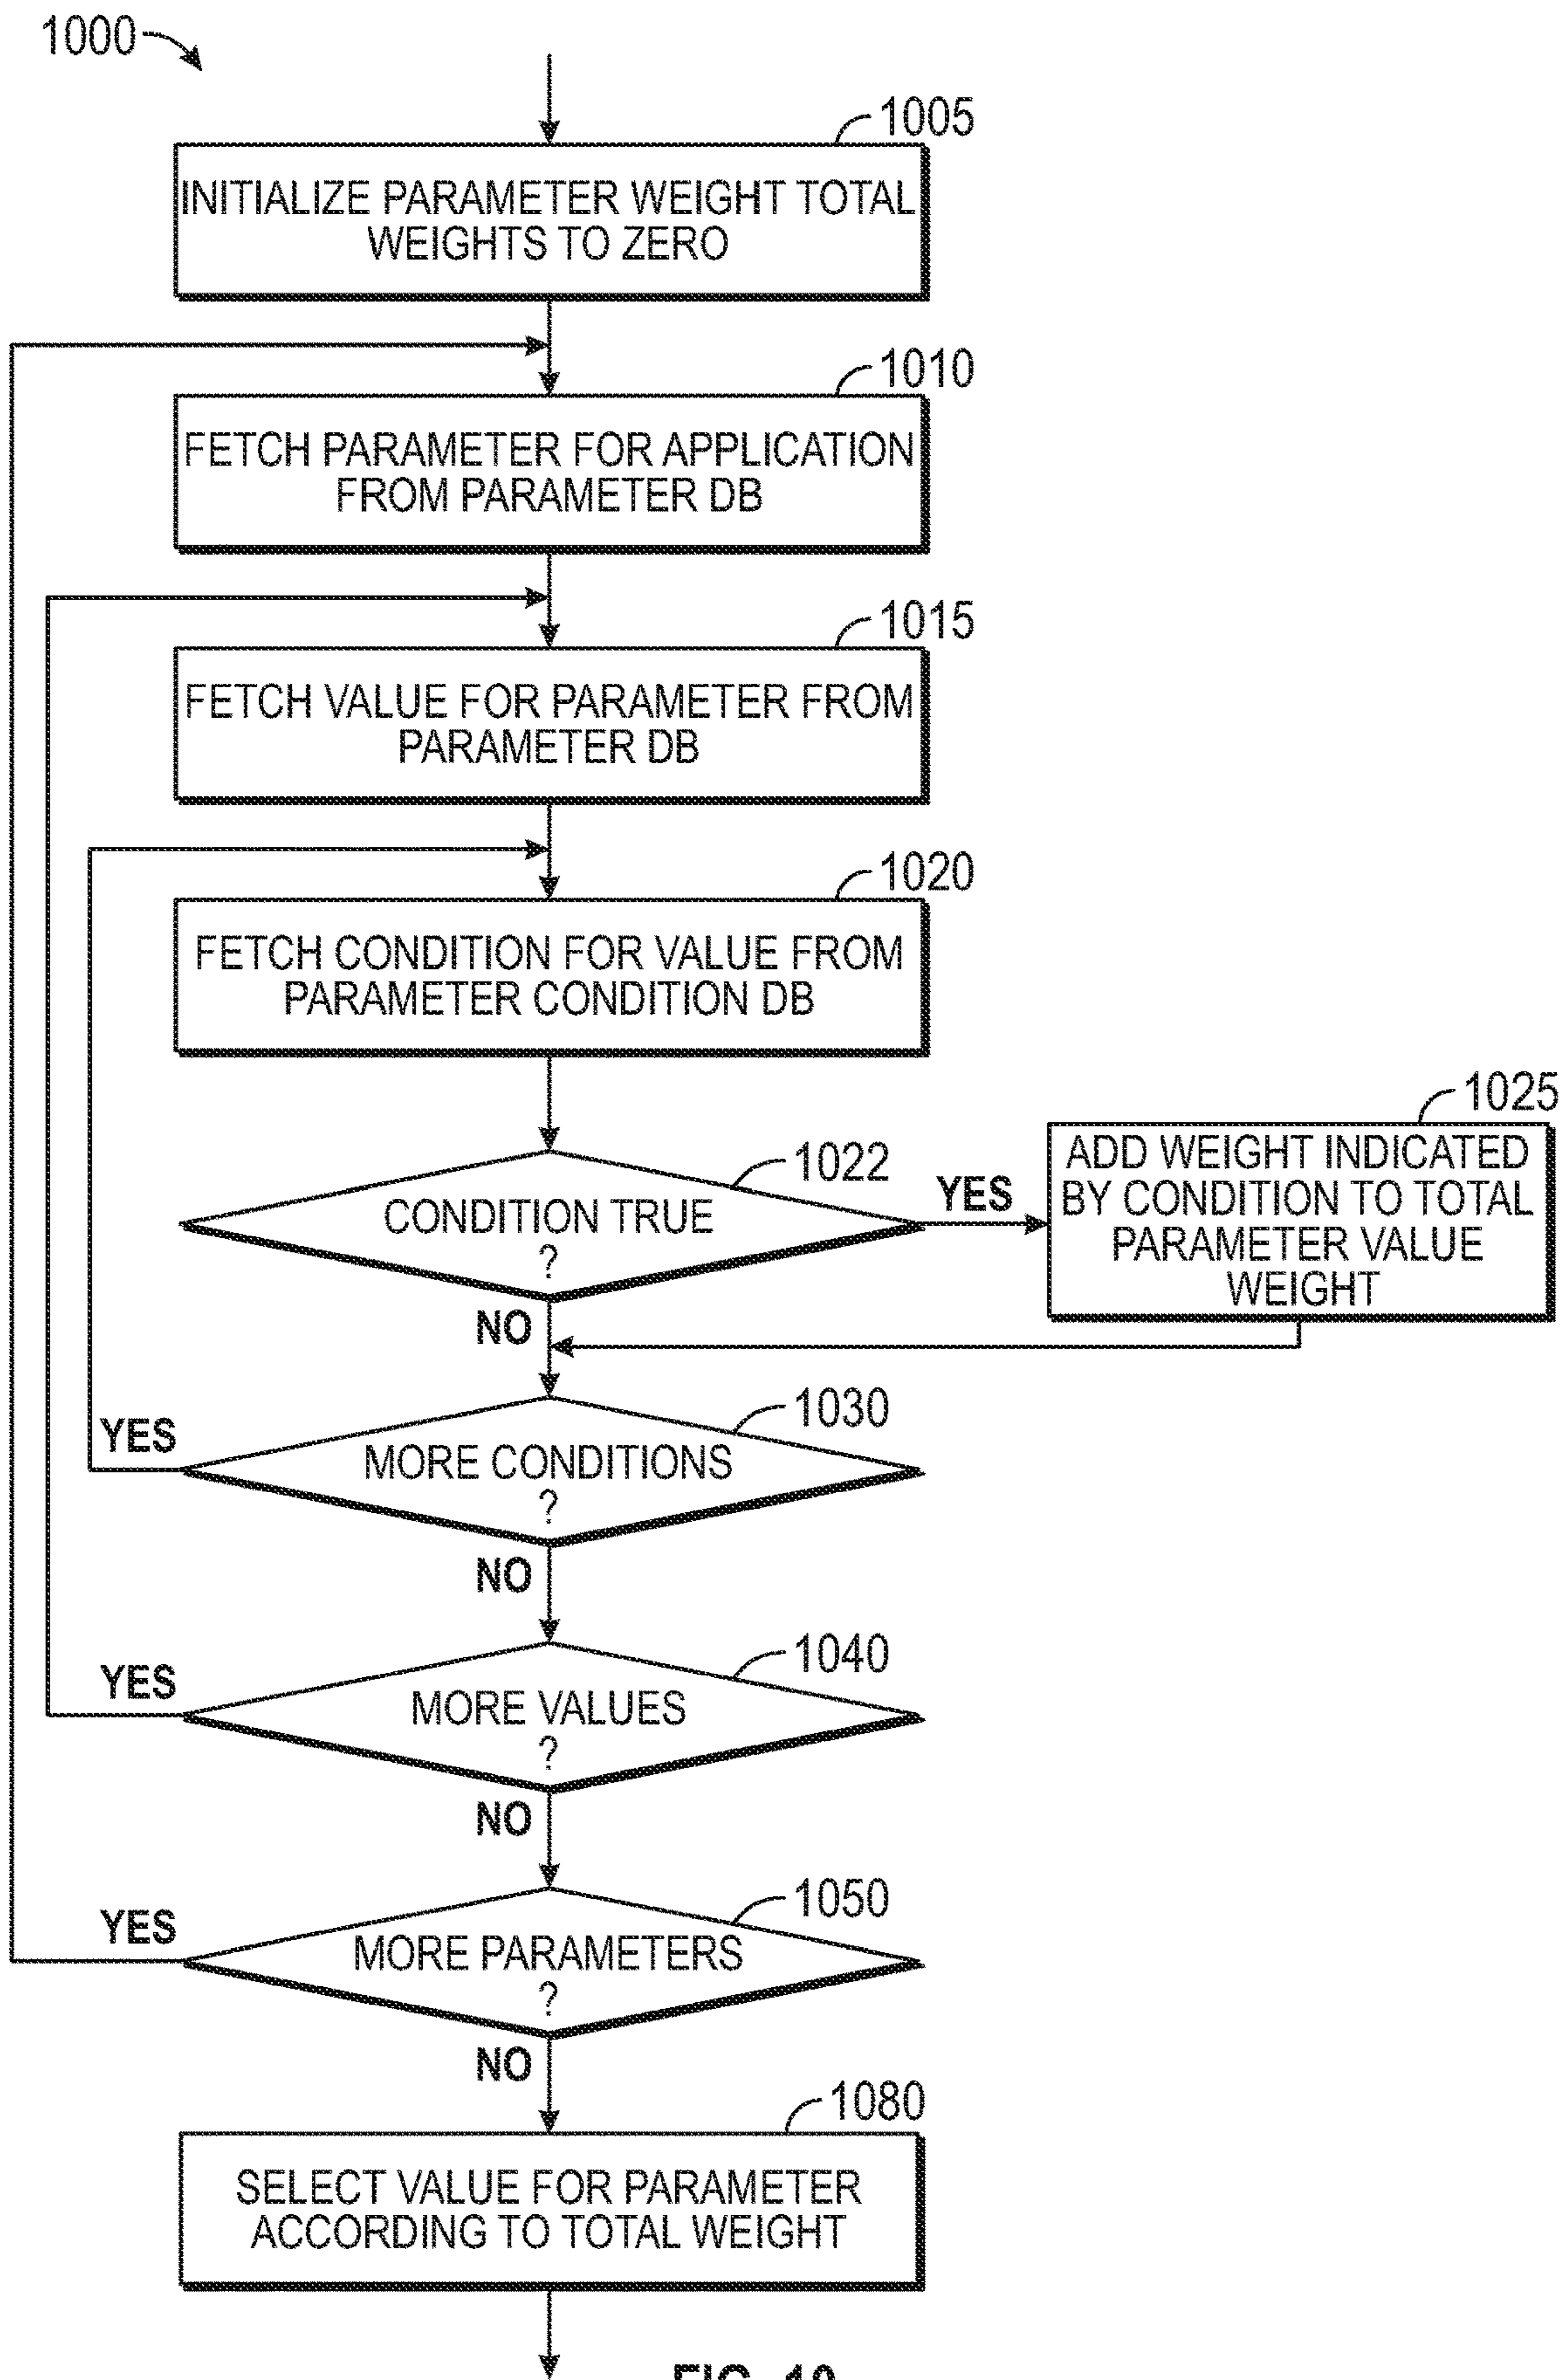 1000
1005
INITIALIZE PARAMETER WEIGHT TOTAL
WEIGHTS TO ZERO
1010
FETCH PARAMETER FOR APPLICATION
FROM PARAMETER DB
1015
FETCH VALUE FOR PARAMETER FROM
PARAMETER DB
1020
FETCH CONDITION FOR VALUE FROM
PARAMETER CONDITION DB
1022
CONDITION TRUE
?
YES
1025
ADD WEIGHT INDICATED
BY CONDITION TO TOTAL
PARAMETER VALUE
WEIGHT
NO
1030
MORE CONDITIONS
?
YES
NO
1040
MORE VALUES
?
YES
NO
1050
MORE PARAMETERS
?
YES
NO
1080
SELECT VALUE FOR PARAMETER
ACCORDING TO TOTAL WEIGHT
FIG. 10